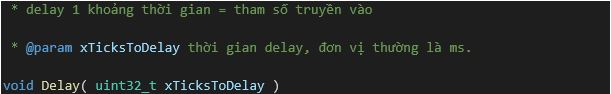 * delay 1 khoảng thời gian = tham số truyền vào
* @param xTicksToDelay thời gian delay, đơn vị thường là ms.
void Delay( uint32_t xTicksToDelay )